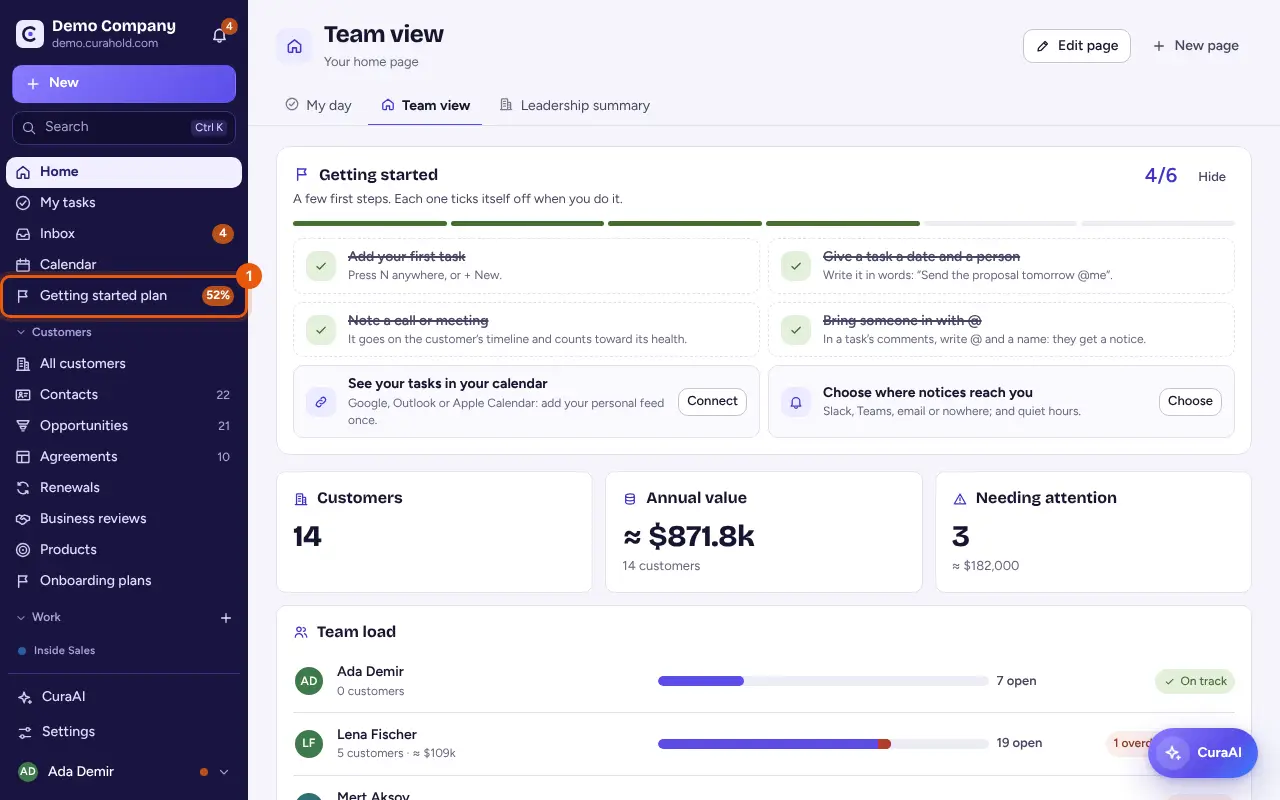 Demo Company
demo.curahold.com
4
New
Search
Ctrl K
Home
My tasks
Inbox
4
Calendar
1
Getting started plan
52%
Customers
All customers
Contacts
22
Opportunities
21
Agreements
10
Renewals
Business reviews
Products
Onboarding plans
Work
Inside Sales
CuraAI
Settings
AD
Ada Demir
Team view
Your home page
Edit page
New page
My day
Team view
Leadership summary
Getting started
4/6
Hide
A few first steps. Each one ticks itself off when you do it.
Add your first task
Press N anywhere, or + New.
Give a task a date and a person
Write it in words: “Send the proposal tomorrow @me”.
Note a call or meeting
It goes on the customer’s timeline and counts toward its health.
Bring someone in with @
In a task’s comments, write @ and a name: they get a notice.
See your tasks in your calendar
Google, Outlook or Apple Calendar: add your personal feed
once.
Connect
Choose where notices reach you
Slack, Teams, email or nowhere; and quiet hours.
Choose
Customers
14
Annual value
≈ $871.8k
14 customers
Needing attention
3
≈ $182,000
Team load
AD
Ada Demir
0 customers
7 open
On track
LF
Lena Fischer
5 customers · ≈ $109k
19 open
1
CuraAI
Mert Aksoy